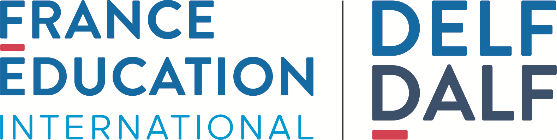 FRANCE
EDUCATION
INTERNATIONAL
DELF
DALF